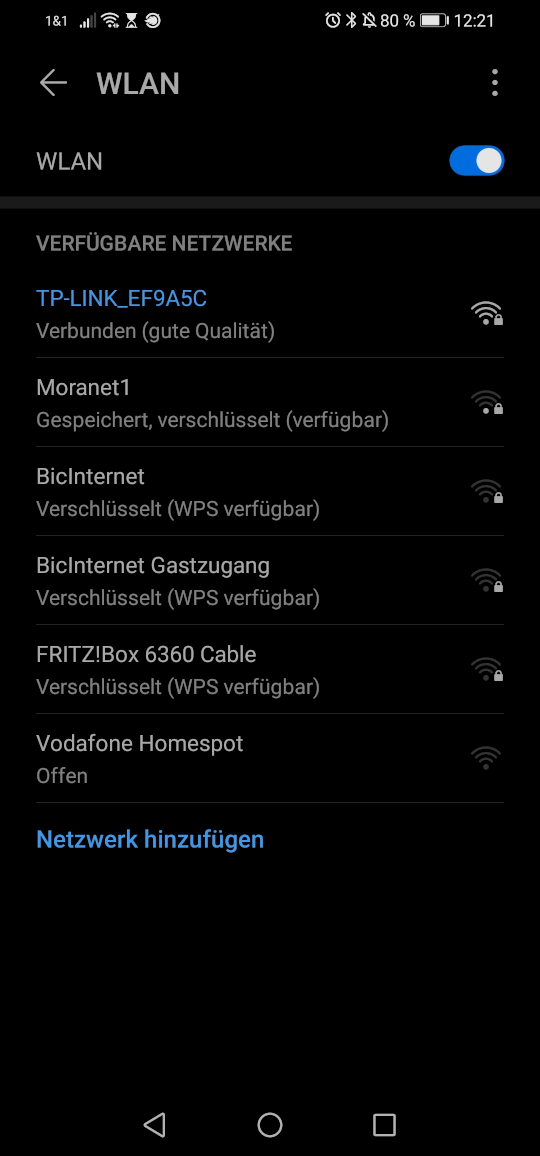 1&1 80 % 12:21
WLAN
WLAN
VERFÜGBARE NETZWERKE
TP-LINK_EF9A5C
Verbunden (gute Qualität)
Moranet1
Gespeichert, verschlüsselt (verfügbar)
BicInternet
Verschlüsselt (WPS verfügbar)
BicInternet Gastzugang
Verschlüsselt (WPS verfügbar)
FRITZ!Box 6360 Cable
Verschlüsselt (WPS verfügbar)
Vodafone Homespot
Offen
Netzwerk hinzufügen